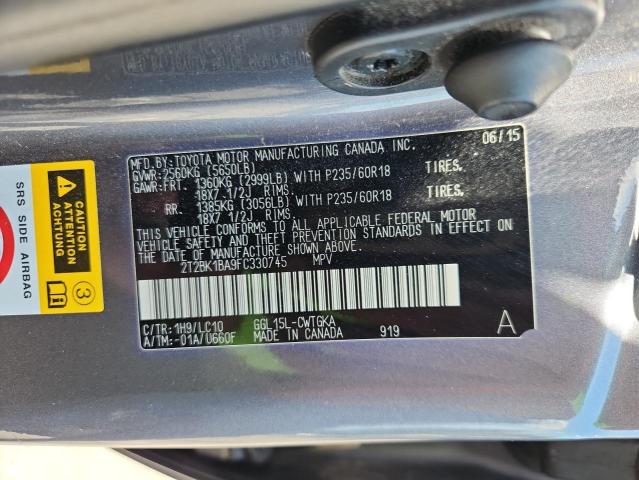 MFD.BY:TOYOTA MOTOR MANUFACTURING CANADA INC. 06/15
GVWR:2560KG (5650LB)
GAWR:FRT. 1360KG (2999LB) WITH P235/60R18 TIRES.
18X7 1/2J RIMS.
RR. 1385KG (3056LB) WITH P235/60R18 TIRES.
18X7 1/2J RIMS.
THIS VEHICLE CONFORMS TO ALL APPLICABLE FEDERAL MOTOR
VEHICLE SAFETY AND THEFT PREVENTION STANDARDS IN
EFFECT ON THE DATE OF MANUFACTURE SHOWN ABOVE.
2T2BK1BA9FC330745 MPV
C/TR:1H9/LC10 GGL15L-CWTGKA
A/TM:-01A/U660F MADE IN CANADA 919 A
CAUTION
ATTENTION
3
SRS SIDE AIRBAG